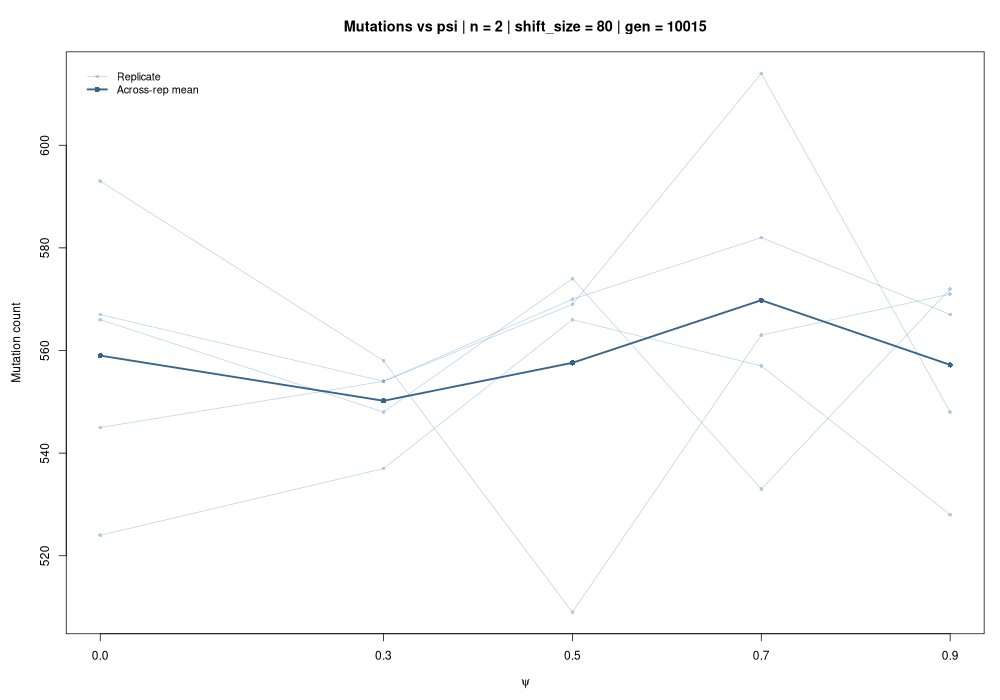 Mutations vs psi | n = 2 | shift_size = 80 | gen = 10015
Replicate
Across-rep mean
Mutation count
600
580
560
540
520
0.0 0.3 0.5 0.7 0.9
ψ